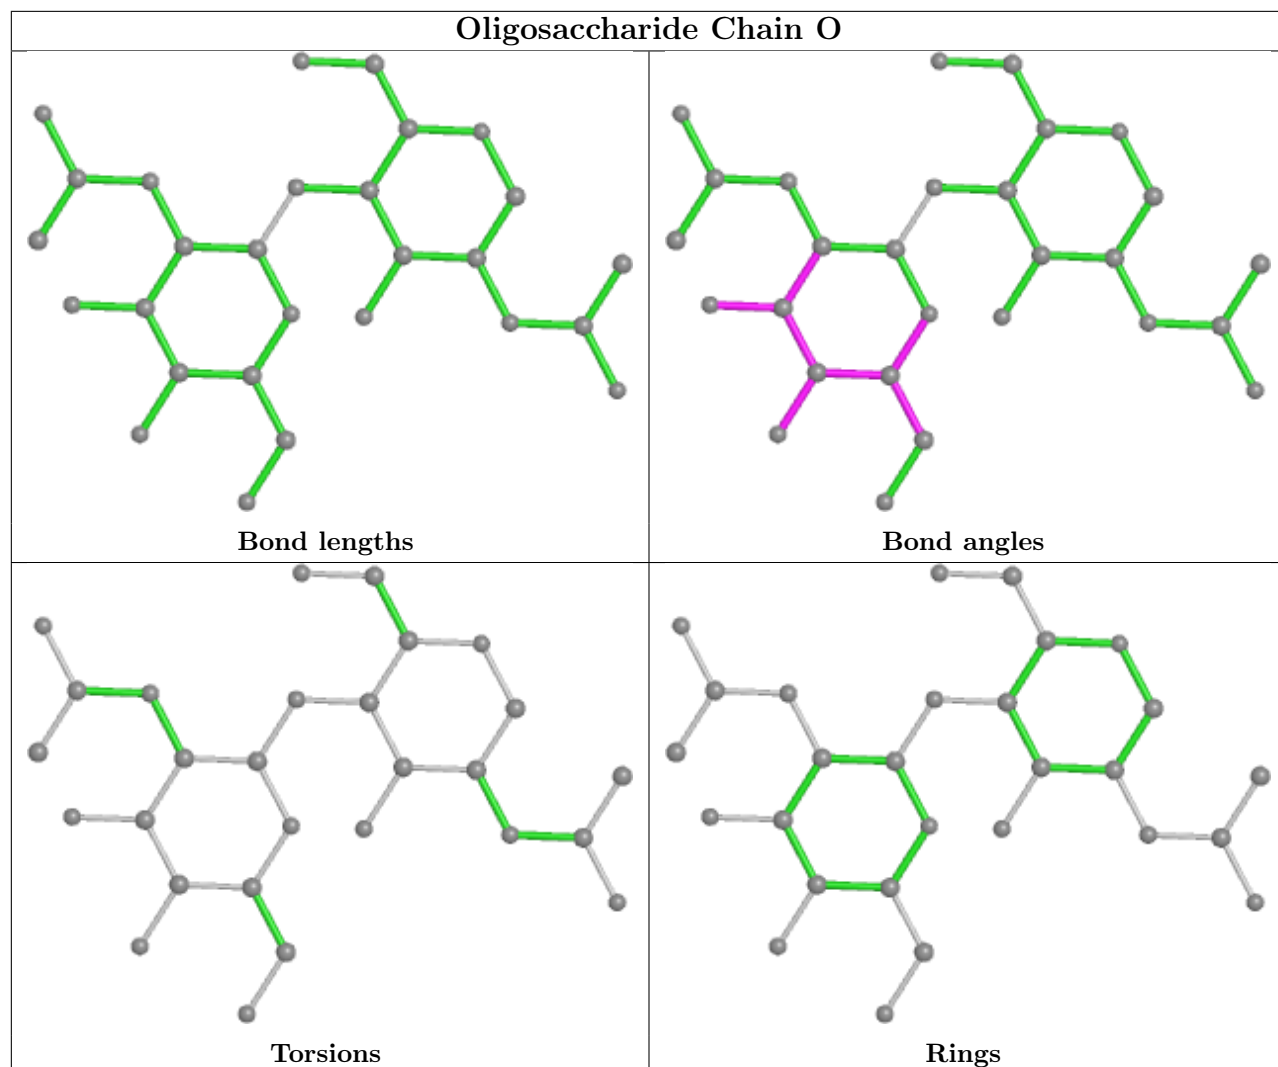 Oligosaccharide Chain O
Bond lengths
Bond angles
Torsions
Rings